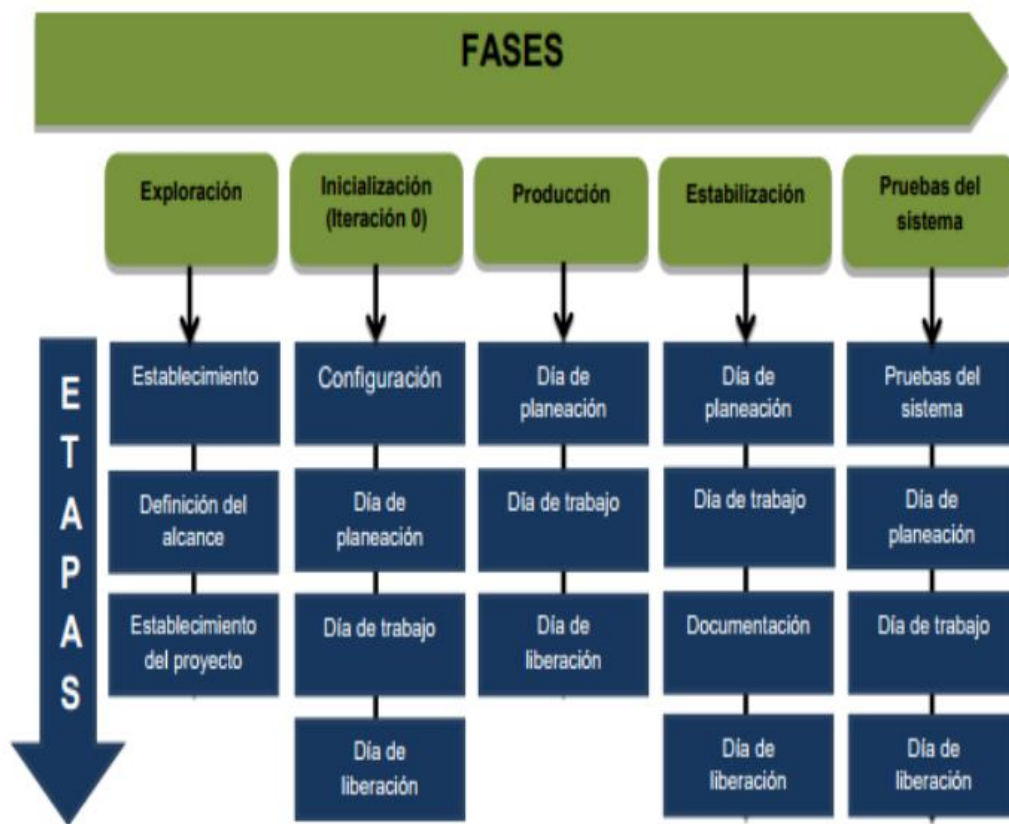 FASES
Exploración
Inicialización
(Iteración 0)
Producción
Estabilización
Pruebas del
sistema
ETAPAS
Establecimiento
Configuración
Día de
planeación
Día de
planeación
Pruebas del
sistema
Definición del
alcance
Día de
planeación
Día de trabajo
Día de trabajo
Día de
planeación
Establecimiento
del proyecto
Día de trabajo
Día de
liberación
Documentación
Día de trabajo
Día de
liberación
Día de
liberación
Día de
liberación